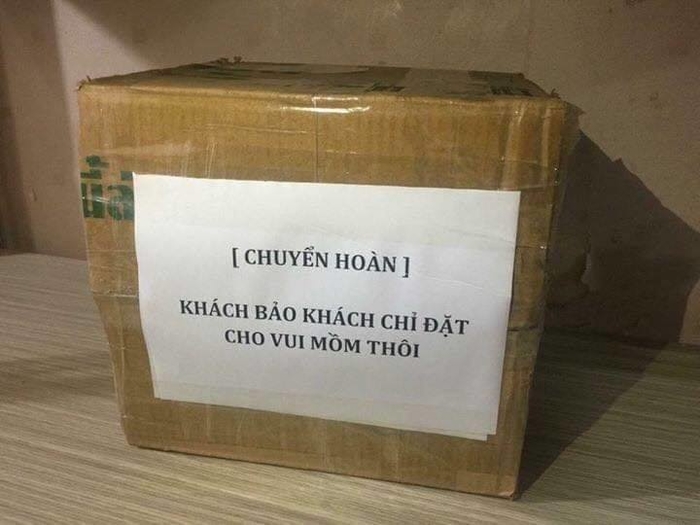 [ CHUYỂN HOÀN ]
KHÁCH BẢO KHÁCH CHỈ ĐẶT
CHO VUI MỒM THÔI